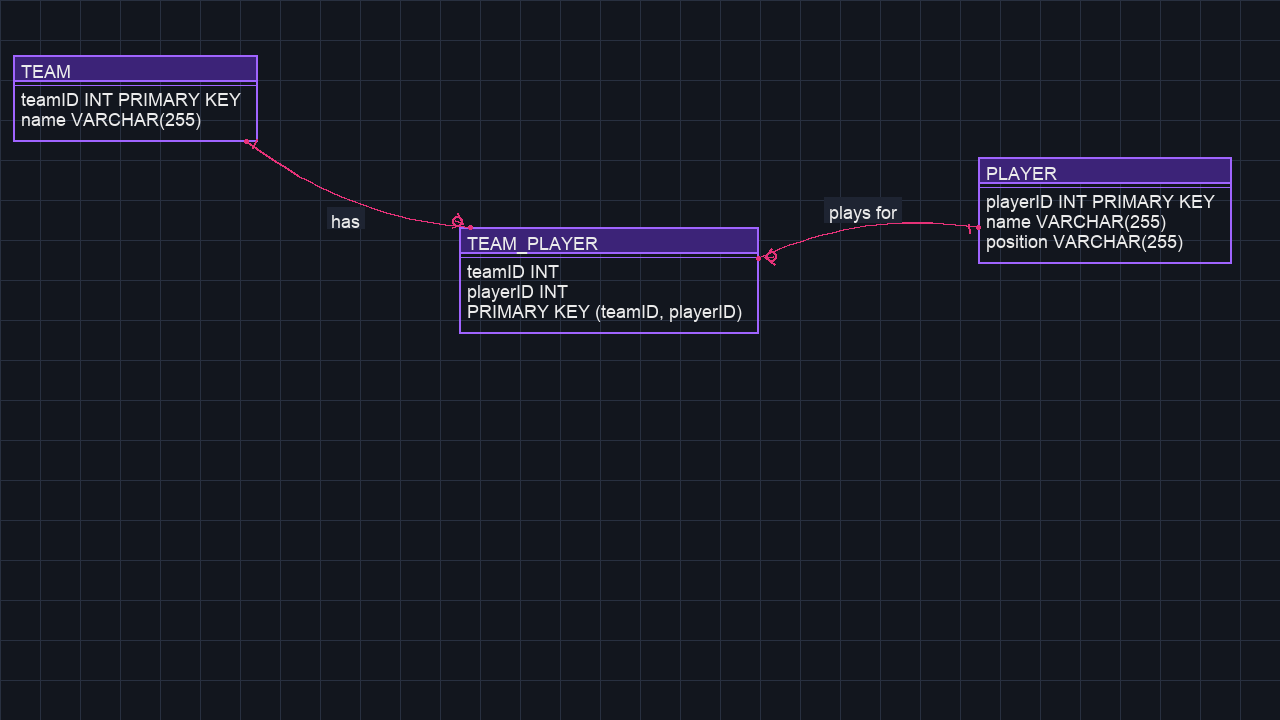 TEAM
teamID INT PRIMARY KEY
name VARCHAR(255)
has
TEAM_PLAYER
teamID INT
playerID INT
PRIMARY KEY (teamID, playerID)
plays for
PLAYER
playerID INT PRIMARY KEY
name VARCHAR(255)
position VARCHAR(255)